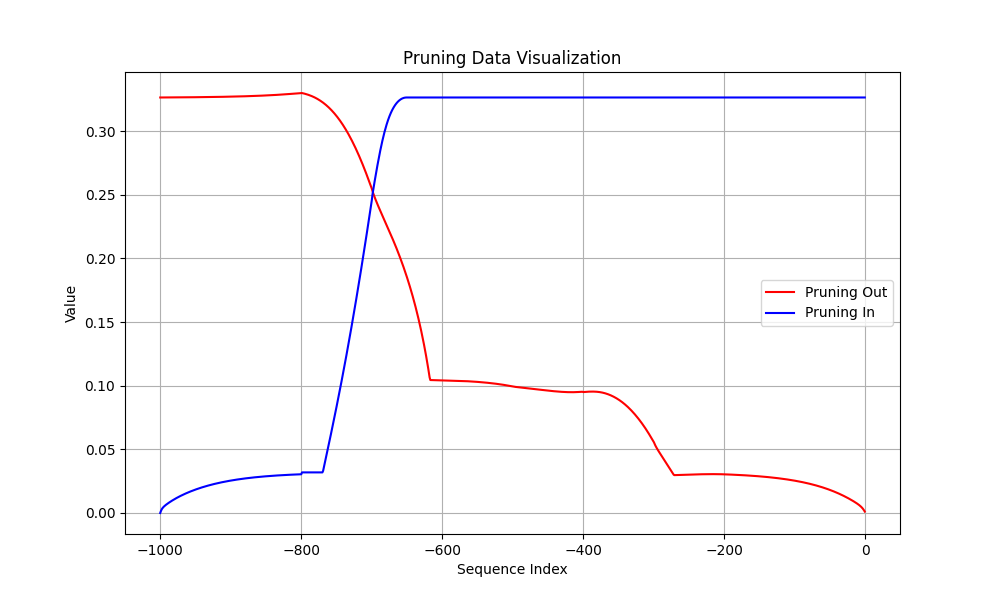 Pruning Data Visualization
Value
0.30
0.25
0.20
0.15
0.10
0.05
0.00
Pruning Out
Pruning In
−1000 −800 −600 −400 −200 0
Sequence Index